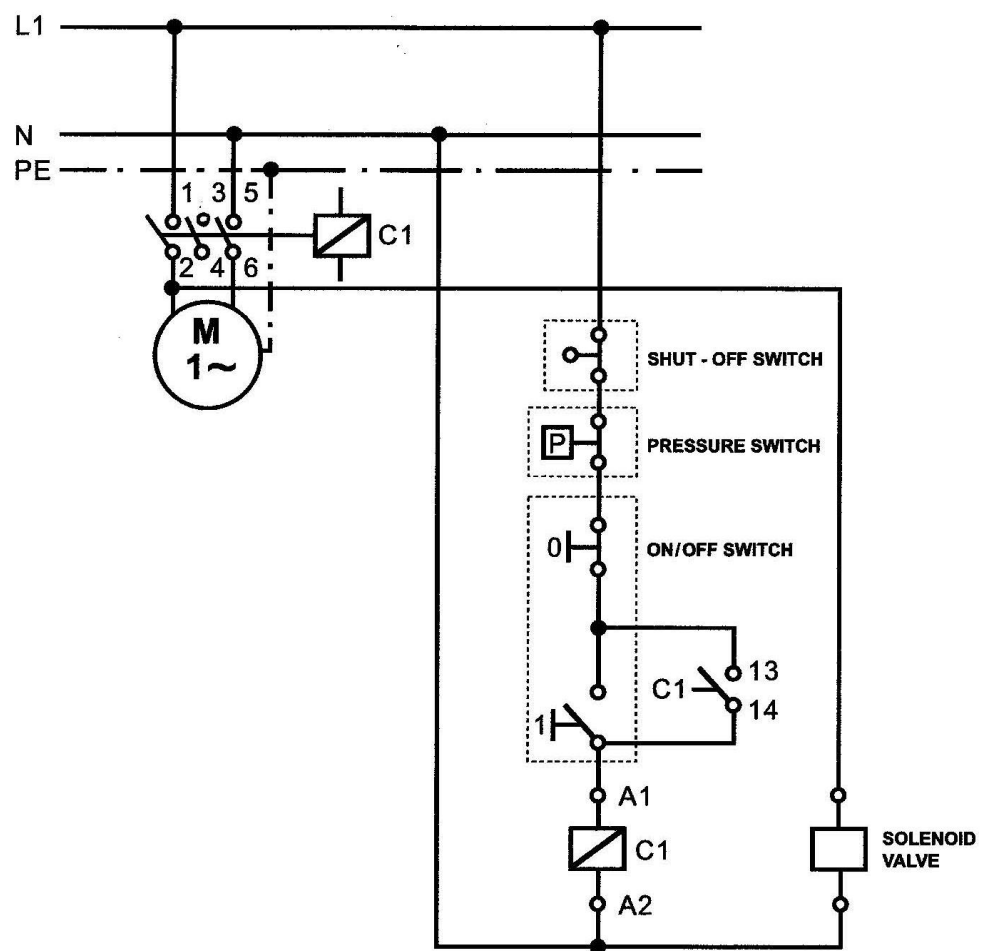 L1
N
PE
1 3 5
C1
2 4 6
M
1~
SHUT - OFF SWITCH
P
PRESSURE SWITCH
0
ON/OFF SWITCH
13
C1
14
1
A1
C1
SOLENOID
VALVE
A2